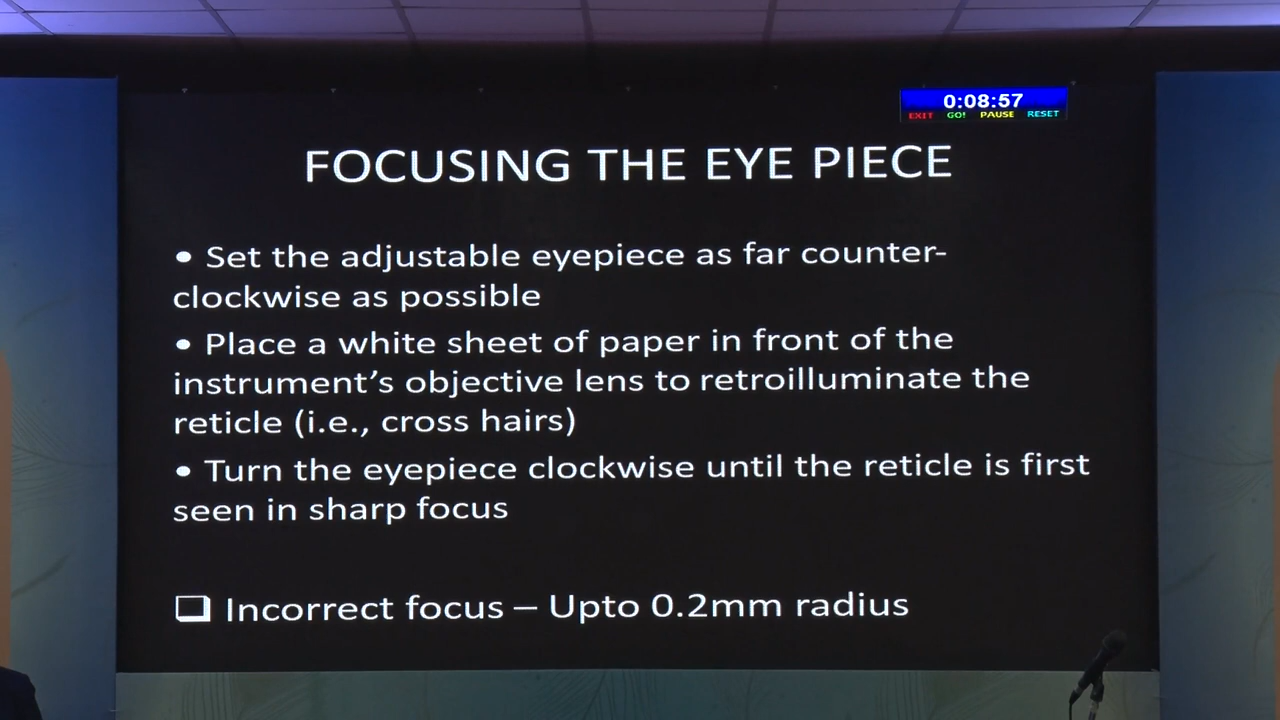 0:08:57
EXIT GO! PAUSE RESET
FOCUSING THE EYE PIECE
• Set the adjustable eyepiece as far counter-
clockwise as possible
• Place a white sheet of paper in front of the
instrument’s objective lens to retroilluminate the
reticle (i.e., cross hairs)
• Turn the eyepiece clockwise until the reticle is first
seen in sharp focus
❑ Incorrect focus – Upto 0.2mm radius